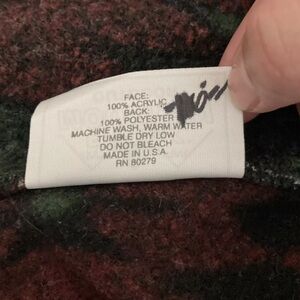 FACE:
100% ACRYLIC
BACK:
100% POLYESTER
MACHINE WASH, WARM WATER
TUMBLE DRY LOW
DO NOT BLEACH
MADE IN U.S.A.
RN 80279